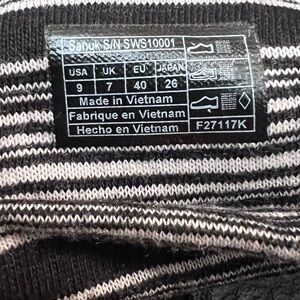 Sanuk S/N SWS10001
USA UK EU JAPAN
9 7 40 26
Made in Vietnam
Fabrique en Vietnam
Hecho en Vietnam F27117K